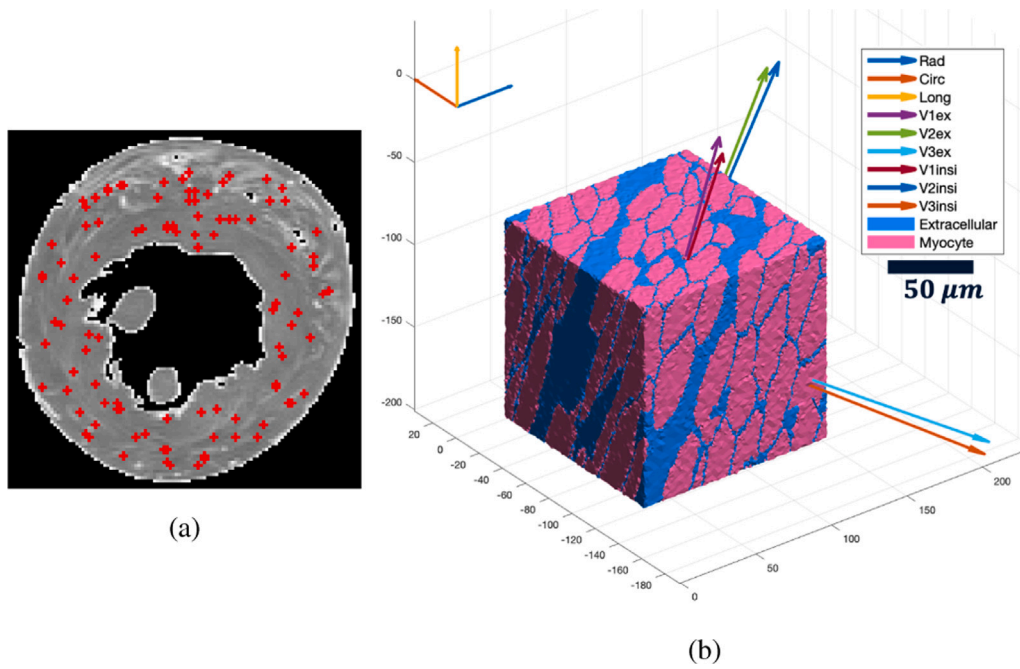 0
-50
-100
-150
-200
20
0
-20
-40
-60
-80
-100
-120
-140
-160
-180
0
50
100
150
200
Rad
Circ
Long
V1ex
V2ex
V3ex
V1insi
V2insi
V3insi
Extracellular
Myocyte
50 μm
(a)
(b)